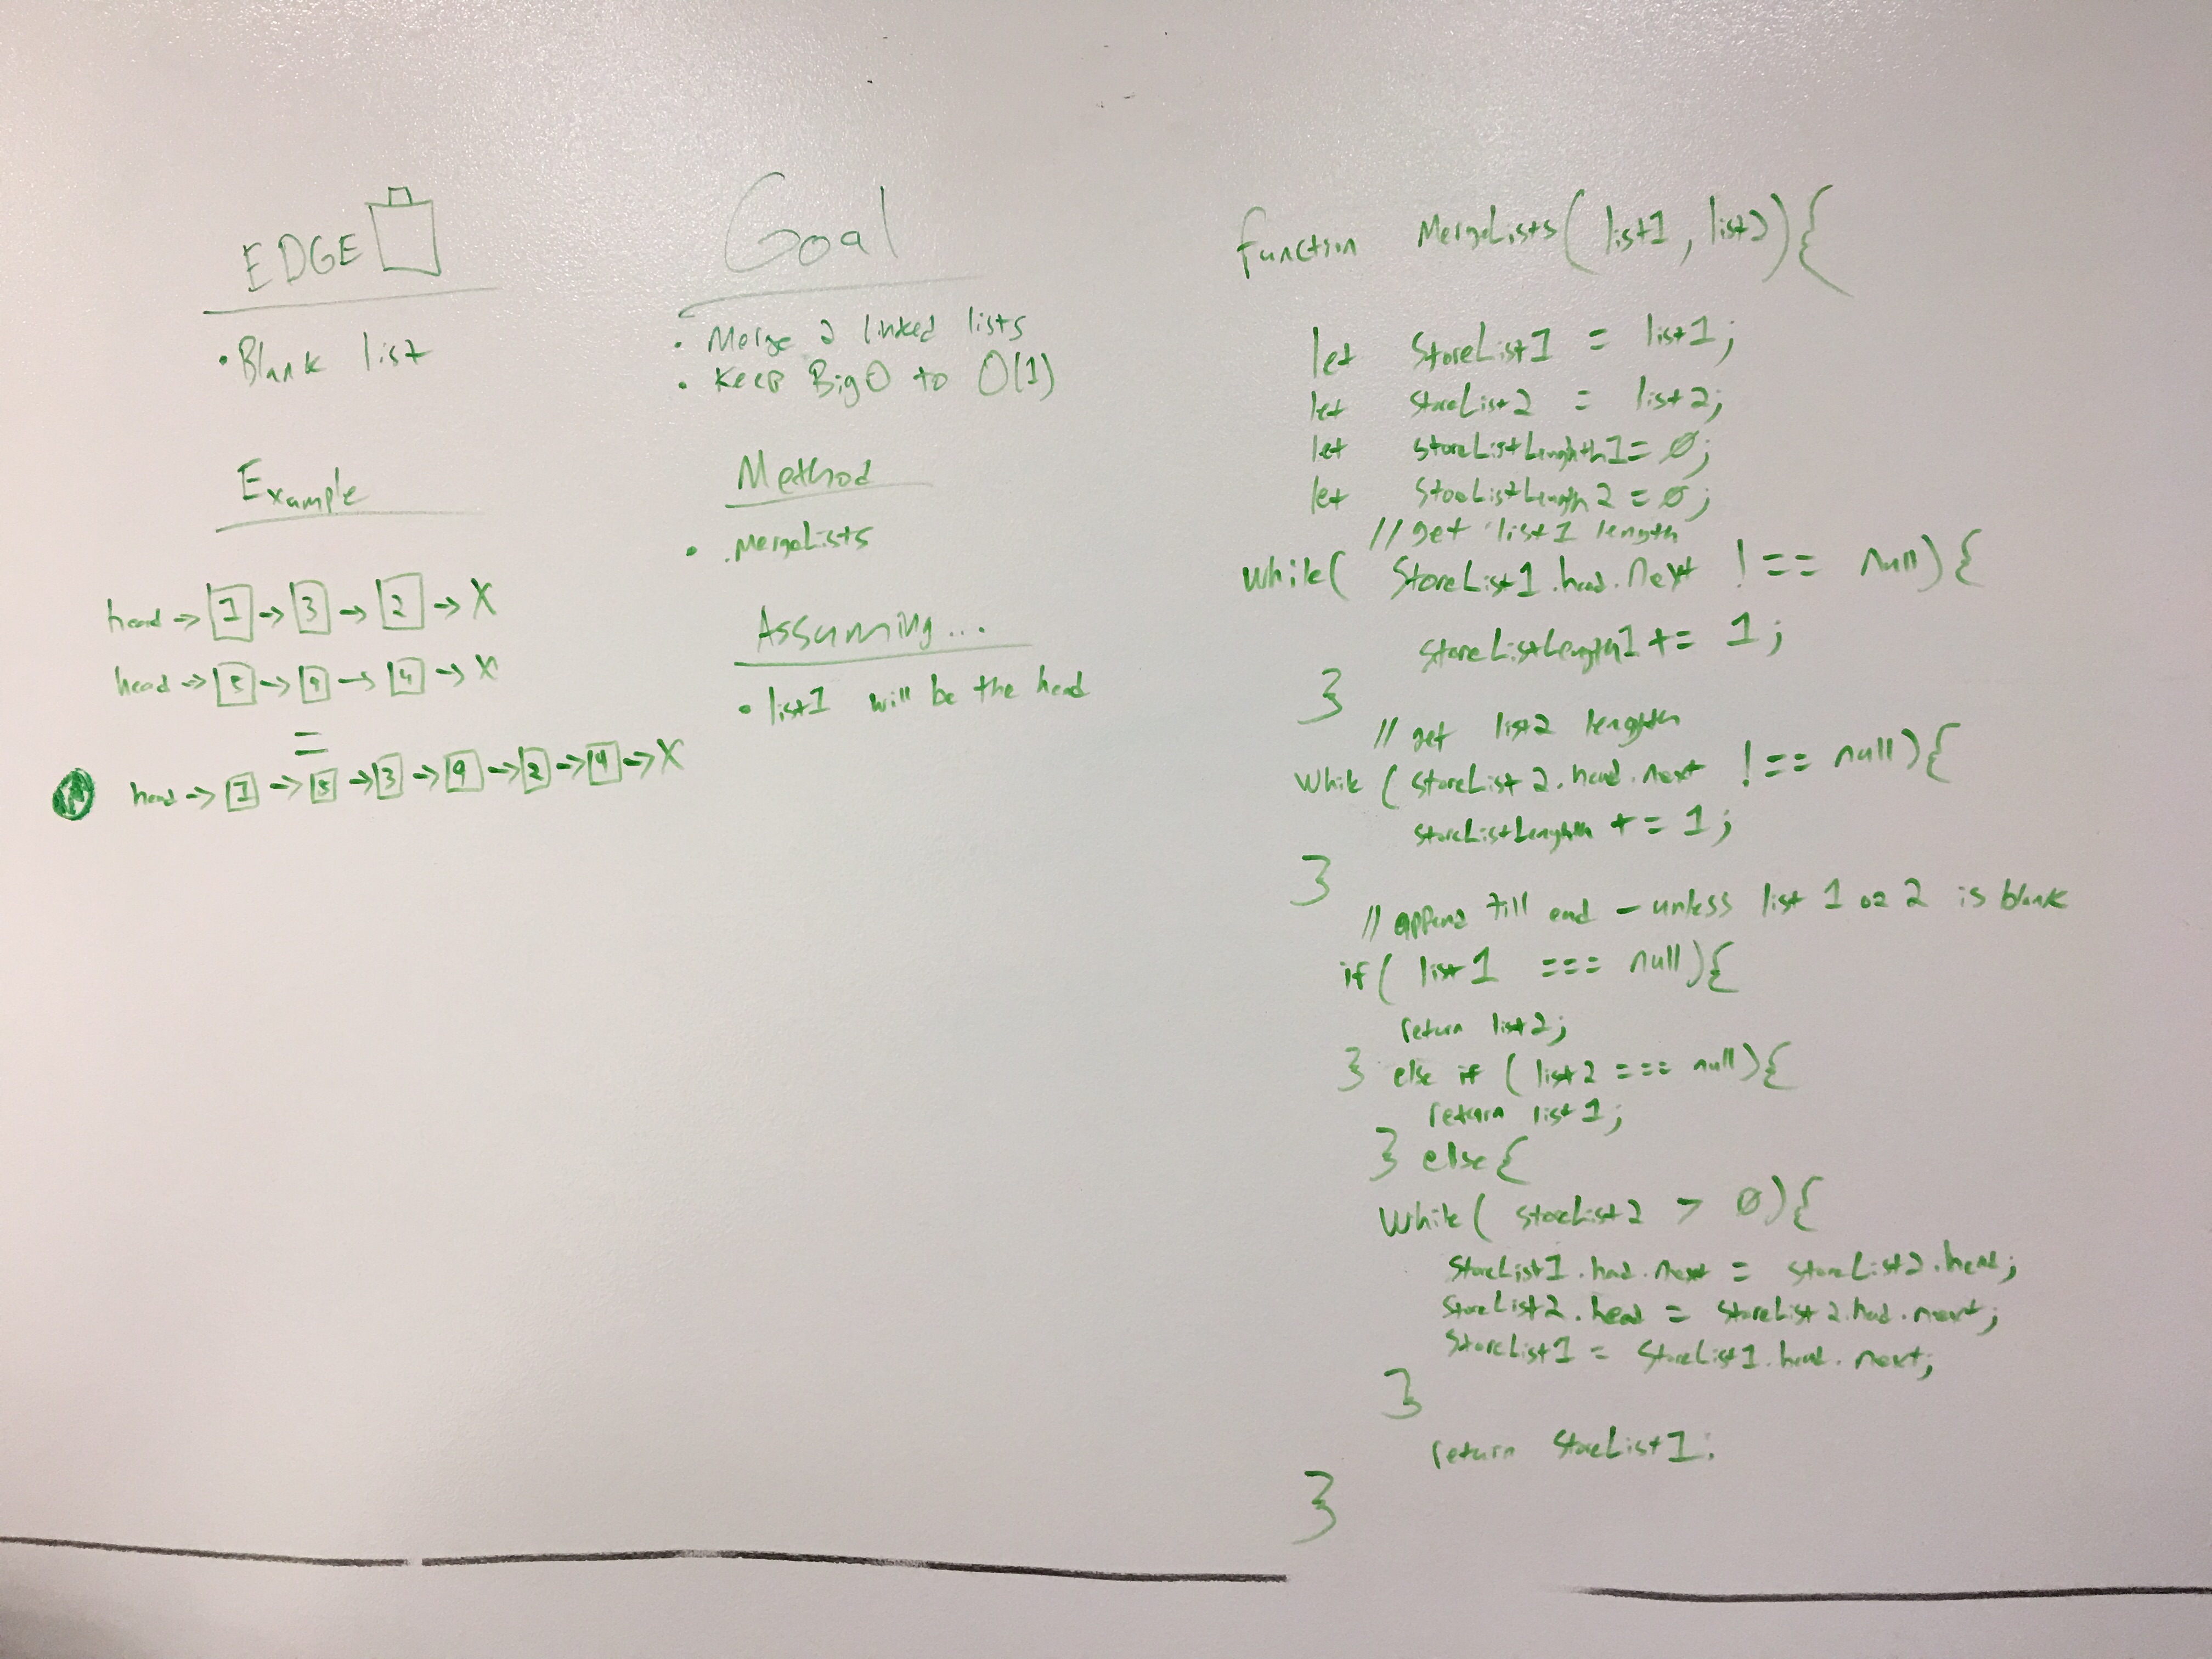 EDGE
• Blank list
Example
head -> 1 -> 3 -> 2 -> X
head -> 5 -> 9 -> 4 -> X
=
head -> 1 -> 5 -> 3 -> 9 -> 2 -> 4 -> X
Goal
• Merge 2 linked lists
• Keep Big O to O(1)
Method
• .mergeLists
Assuming...
• list1 will be the head
function MergeLists(list1, list2){
let StoreList1 = list1;
let StoreList2 = list2;
let storeListLenghth1 = 0;
let StoreListLength2 = 0;
// get list1 length
while( StoreList1.head.next !== null){
storeListLength1 += 1;
}
// get list2 lengthth
while (storeList2.head.next !== null){
storeListLenghth += 1;
}
// append till end - unless list 1 or 2 is blank
if( list1 === null){
return list2;
} else if (list2 === null){
return list1;
} else{
while( storeList2 > 0){
StoreList1.head.next = storeList2.head;
StoreList2.head = storeList2.head.next;
StoreList1 = StoreList1.head.next;
}
return StoreList1;
}